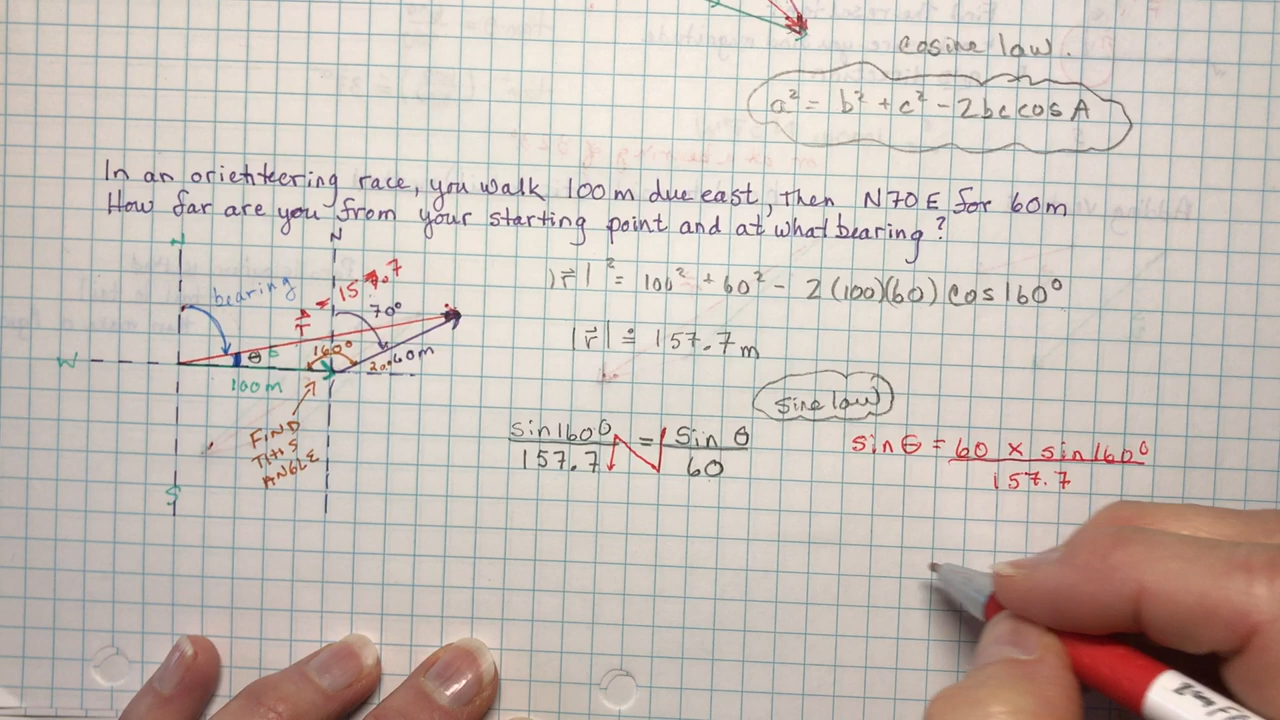 cosine law.
a² = b² + c² - 2bc cos A
In an orienteering race, you walk 100 m due east, then N70E for 60m
How far are you from your starting point and at what bearing?
N
N
bearing
r⃗ = 157.7
70°
W
θ
160°
20°
60m
100m
FIND
THIS
ANGLE
S
|r⃗|² = 100² + 60² - 2(100)(60) cos 160°
|r⃗| ≐ 157.7 m
sine law
sin160° / 157.7 = sin θ / 60
sin θ = 60 × sin 160° / 157.7